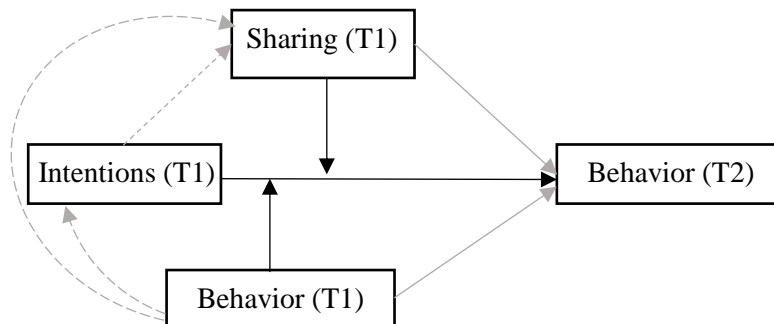 Sharing (T1)
Intentions (T1)
Behavior (T2)
Behavior (T1)